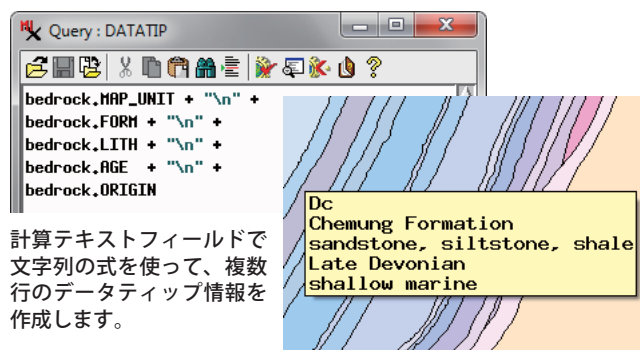 Query : DATATIP
bedrock.MAP_UNIT + "\n" +
bedrock.FORM + "\n" +
bedrock.LITH + "\n" +
bedrock.AGE  + "\n" +
bedrock.ORIGIN
Dc
Chemung Formation
sandstone, siltstone, shale
Late Devonian
shallow marine
計算テキストフィールドで
文字列の式を使って、複数
行のデータティップ情報を
作成します。